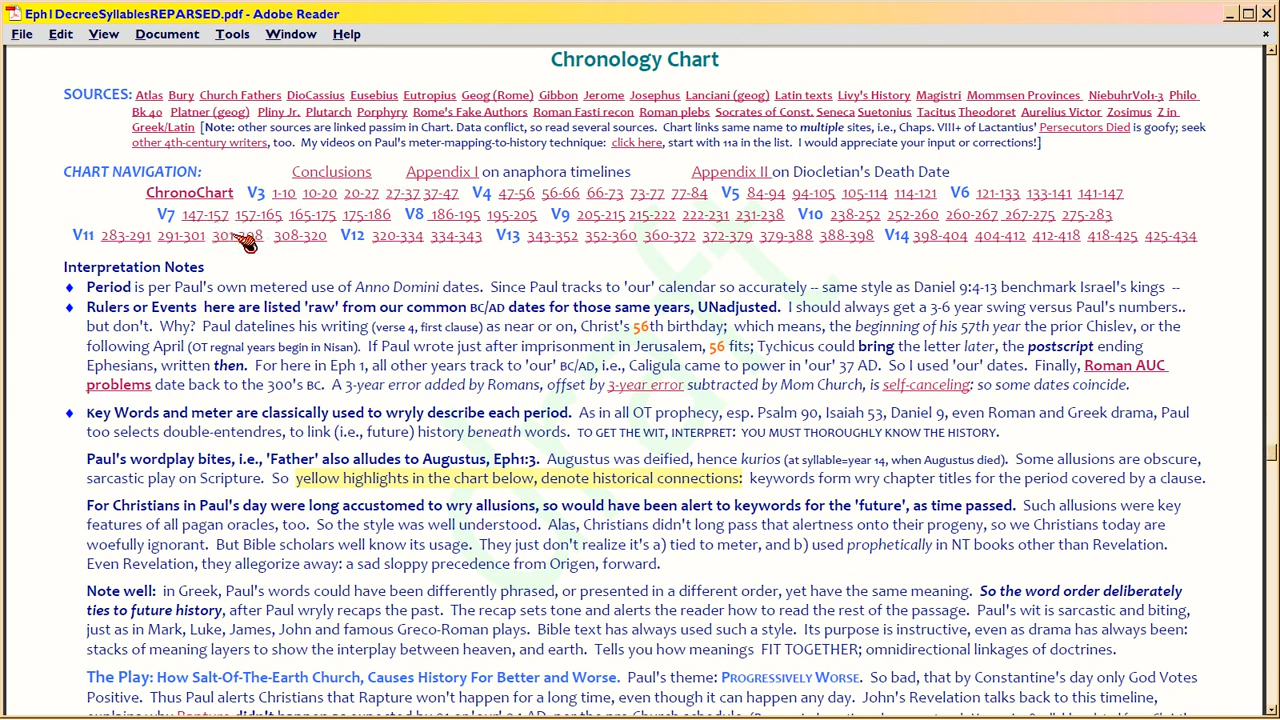 Eph1DecreeSyllablesREPARSED.pdf - Adobe Reader
File Edit View Document Tools Window Help
Chronology Chart
SOURCES: Atlas Bury Church Fathers DioCassius Eusebius Eutropius Geog (Rome) Gibbon Jerome Josephus Lanciani (geog) Latin texts Livy's History Magistri Mommsen Provinces NiebuhrVol1-3 Philo
Bk 40 Platner (geog) Pliny Jr. Plutarch Porphyry Rome's Fake Authors Roman Fasti recon Roman plebs Socrates of Const. Seneca Suetonius Tacitus Theodoret Aurelius Victor Zosimus Z in
Greek/Latin [Note: other sources are linked passim in Chart. Data conflict, so read several sources. Chart links same name to multiple sites, i.e., Chaps. VIII+ of Lactantius' Persecutors Died is goofy; seek
other 4th-century writers, too. My videos on Paul's meter-mapping-to-history technique: click here, start with 11a in the list. I would appreciate your input or corrections!]
CHART NAVIGATION: Conclusions Appendix I on anaphora timelines Appendix II on Diocletian's Death Date
ChronoChart V3 1-10 10-20 20-27 27-37 37-47 V4 47-56 56-66 66-73 73-77 77-84 V5 84-94 94-105 105-114 114-121 V6 121-133 133-141 141-147
V7 147-157 157-165 165-175 175-186 V8 186-195 195-205 V9 205-215 215-222 222-231 231-238 V10 238-252 252-260 260-267 267-275 275-283
V11 283-291 291-301 301-308 308-320 V12 320-334 334-343 V13 343-352 352-360 360-372 372-379 379-388 388-398 V14 398-404 404-412 412-418 418-425 425-434
Interpretation Notes
♦ Period is per Paul's own metered use of Anno Domini dates. Since Paul tracks to 'our' calendar so accurately -- same style as Daniel 9:4-13 benchmark Israel's kings --
♦ Rulers or Events here are listed 'raw' from our common BC/AD dates for those same years, UNadjusted. I should always get a 3-6 year swing versus Paul's numbers..
but don't. Why? Paul datelines his writing (verse 4, first clause) as near or on, Christ's 56th birthday; which means, the beginning of his 57th year the prior Chislev, or the
following April (OT regnal years begin in Nisan). If Paul wrote just after imprisonment in Jerusalem, 56 fits; Tychicus could bring the letter later, the postscript ending
Ephesians, written then. For here in Eph 1, all other years track to 'our' BC/AD, i.e., Caligula came to power in 'our' 37 AD. So I used 'our' dates. Finally, Roman AUC
problems date back to the 300's BC. A 3-year error added by Romans, offset by 3-year error subtracted by Mom Church, is self-canceling: so some dates coincide.
♦ Key Words and meter are classically used to wryly describe each period. As in all OT prophecy, esp. Psalm 90, Isaiah 53, Daniel 9, even Roman and Greek drama, Paul
too selects double-entendres, to link (i.e., future) history beneath words. TO GET THE WIT, INTERPRET: YOU MUST THOROUGHLY KNOW THE HISTORY.
Paul's wordplay bites, i.e., 'Father' also alludes to Augustus, Eph1:3. Augustus was deified, hence kurios (at syllable=year 14, when Augustus died). Some allusions are obscure,
sarcastic play on Scripture. So yellow highlights in the chart below, denote historical connections: keywords form wry chapter titles for the period covered by a clause.
For Christians in Paul's day were long accustomed to wry allusions, so would have been alert to keywords for the 'future', as time passed. Such allusions were key
features of all pagan oracles, too. So the style was well understood. Alas, Christians didn't long pass that alertness onto their progeny, so we Christians today are
woefully ignorant. But Bible scholars well know its usage. They just don't realize it's a) tied to meter, and b) used prophetically in NT books other than Revelation.
Even Revelation, they allegorize away: a sad sloppy precedence from Origen, forward.
Note well: in Greek, Paul's words could have been differently phrased, or presented in a different order, yet have the same meaning. So the word order deliberately
ties to future history, after Paul wryly recaps the past. The recap sets tone and alerts the reader how to read the rest of the passage. Paul's wit is sarcastic and biting,
just as in Mark, Luke, James, John and famous Greco-Roman plays. Bible text has always used such a style. Its purpose is instructive, even as drama has always been:
stacks of meaning layers to show the interplay between heaven, and earth. Tells you how meanings FIT TOGETHER; omnidirectional linkages of doctrines.
The Play: How Salt-Of-The-Earth Church, Causes History For Better and Worse. Paul's theme: PROGRESSIVELY WORSE. So bad, that by Constantine's day only God Votes
Positive. Thus Paul alerts Christians that Rapture won't happen for a long time, even though it can happen any day. John's Revelation talks back to this timeline,